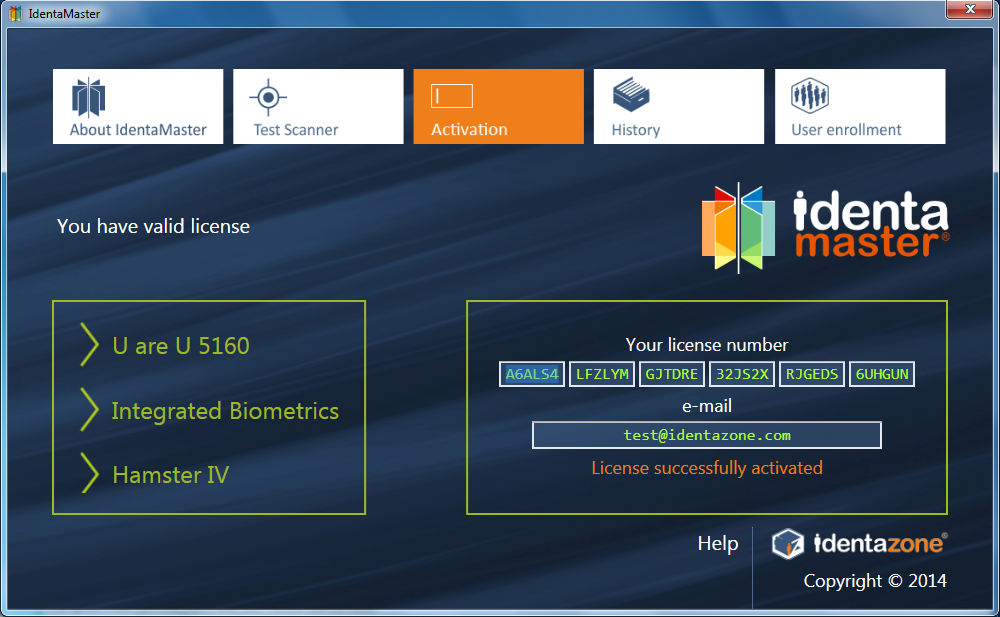 IdentaMaster
About IdentaMaster
Test Scanner
Activation
History
User enrollment
You have valid license
identa
master®
U are U 5160
Integrated Biometrics
Hamster IV
Your license number
A6ALS4 LFZLYM GJTDRE 32JS2X RJGEDS 6UHGUN
e-mail
test@identazone.com
License successfully activated
Help
identazone®
Copyright © 2014